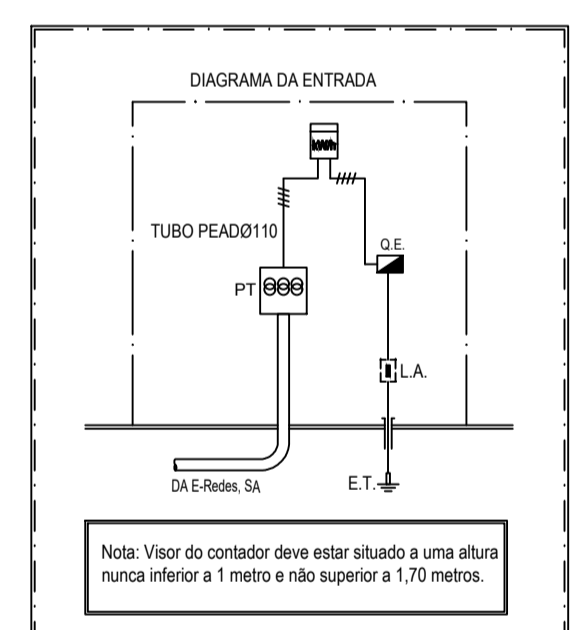 DIAGRAMA DA ENTRADA
kWHr
TUBO PEADØ110
Q.E.
PT
L.A.
DA E-Redes, SA
E.T.
Nota: Visor do contador deve estar situado a uma altura
nunca inferior a 1 metro e não superior a 1,70 metros.